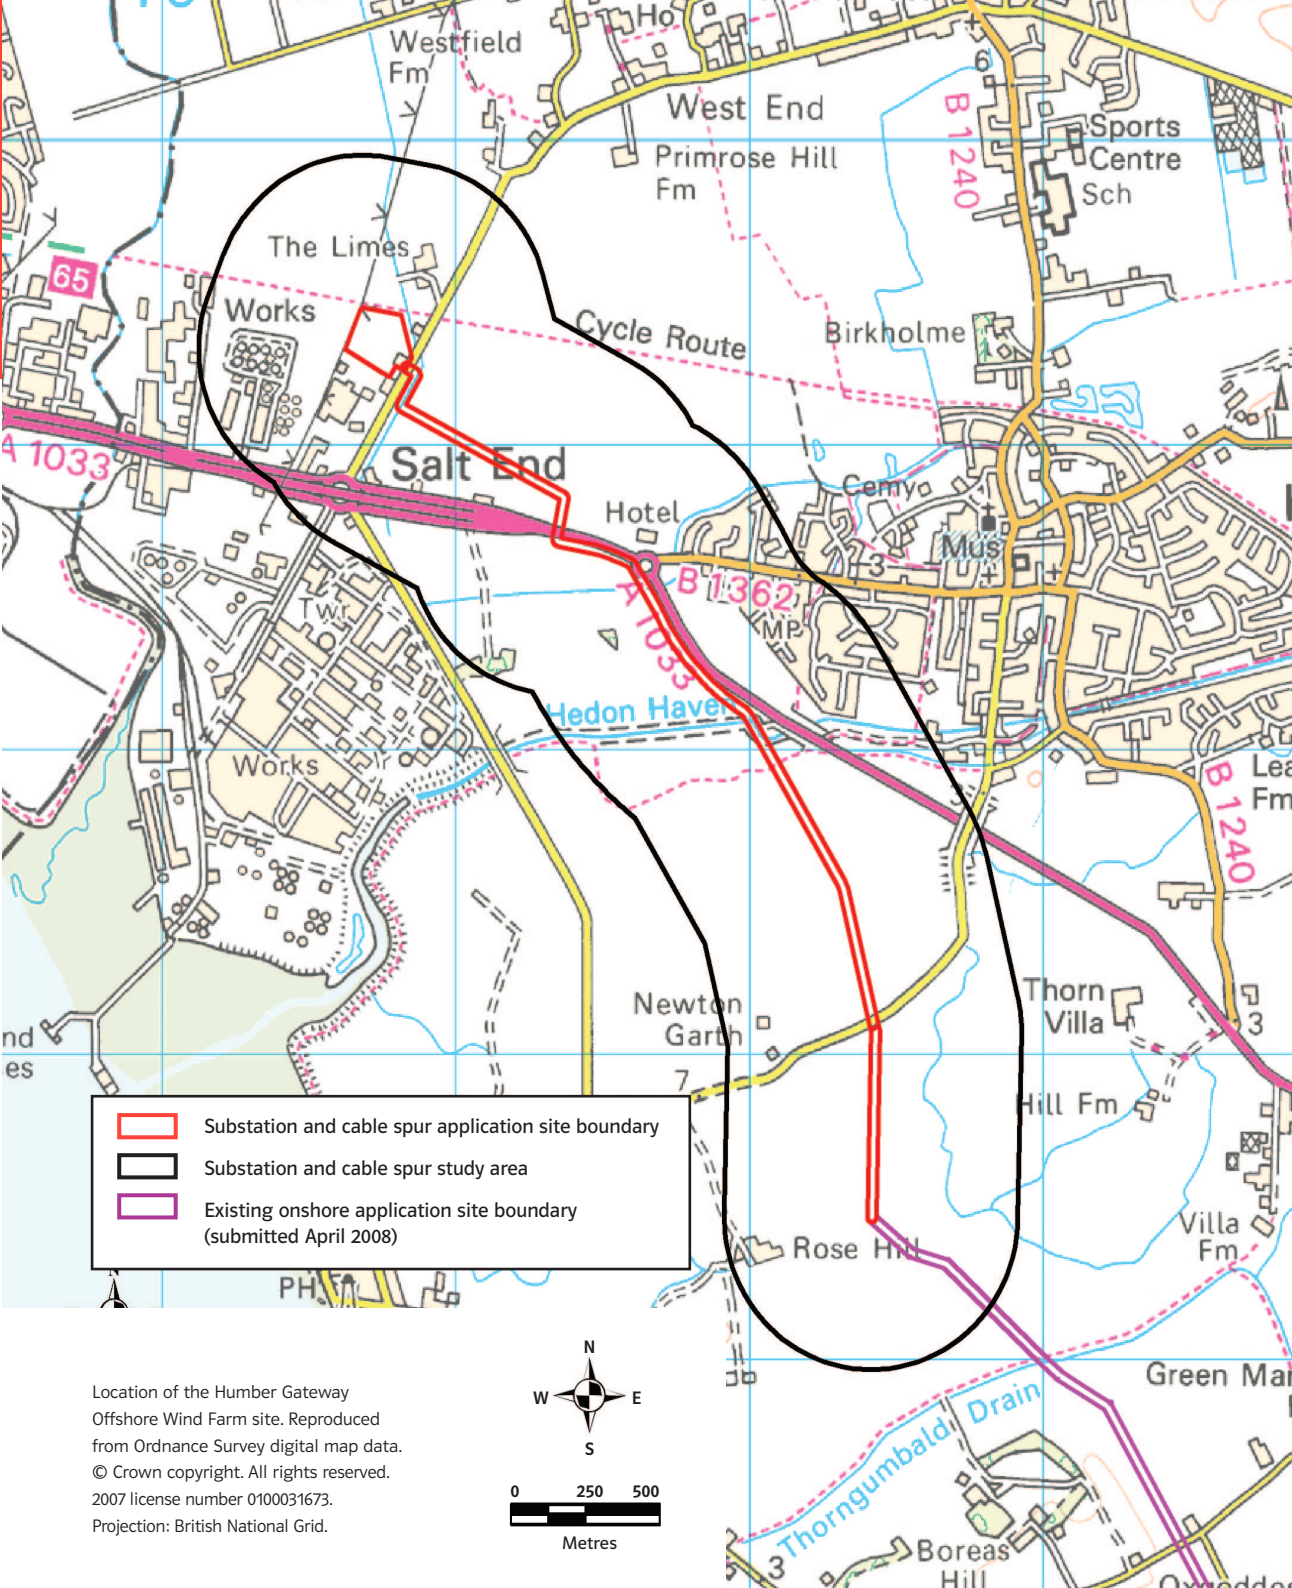 Westfield
Fm
Ho
West End
6
B 1240
Sports
Centre
Sch
Primrose Hill
Fm
The Limes
65
Works
Cycle Route
Birkholme
A 1033
Salt End
Hotel
Cemy
Mus
3
B 1362
A 1033
MP
Twr
Hedon Haven
Works
Lea
Fm
B 1240
Newton
Garth
7
Thorn
Villa
3
Hill Fm
nd
es
Substation and cable spur application site boundary
Substation and cable spur study area
Existing onshore application site boundary
(submitted April 2008)
Rose Hill
Villa
Fm
PH
N
Green Mar
Location of the Humber Gateway
Offshore Wind Farm site. Reproduced
from Ordnance Survey digital map data.
© Crown copyright. All rights reserved.
2007 license number 0100031673.
Projection: British National Grid.
N
W E
S
0 250 500
Metres
Thorngumbald Drain
3
Boreas
Hill